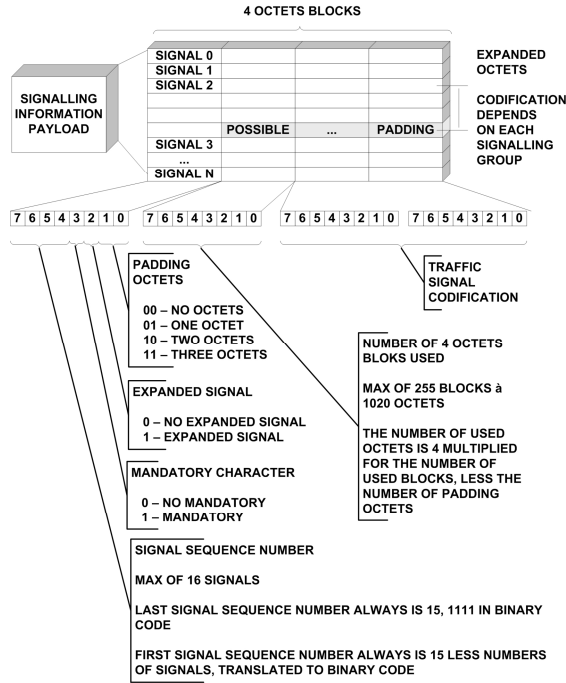 4 OCTETS BLOCKS
SIGNALLING
INFORMATION
PAYLOAD
SIGNAL 0
SIGNAL 1
SIGNAL 2
POSSIBLE ... PADDING
SIGNAL 3
...
SIGNAL N
EXPANDED
OCTETS
CODIFICATION
DEPENDS
ON EACH
SIGNALLING
GROUP
7 6 5 4 3 2 1 0 7 6 5 4 3 2 1 0 7 6 5 4 3 2 1 0 7 6 5 4 3 2 1 0
PADDING
OCTETS
00 – NO OCTETS
01 – ONE OCTET
10 – TWO OCTETS
11 – THREE OCTETS
EXPANDED SIGNAL
0 – NO EXPANDED SIGNAL
1 – EXPANDED SIGNAL
MANDATORY CHARACTER
0 – NO MANDATORY
1 – MANDATORY
TRAFFIC
SIGNAL
CODIFICATION
NUMBER OF 4 OCTETS
BLOKS USED
MAX OF 255 BLOCKS à
1020 OCTETS
THE NUMBER OF USED
OCTETS IS 4 MULTIPLIED
FOR THE NUMBER OF
USED BLOCKS, LESS THE
NUMBER OF PADDING
OCTETS
SIGNAL SEQUENCE NUMBER
MAX OF 16 SIGNALS
LAST SIGNAL SEQUENCE NUMBER ALWAYS IS 15, 1111 IN BINARY
CODE
FIRST SIGNAL SEQUENCE NUMBER ALWAYS IS 15 LESS NUMBERS
OF SIGNALS, TRANSLATED TO BINARY CODE